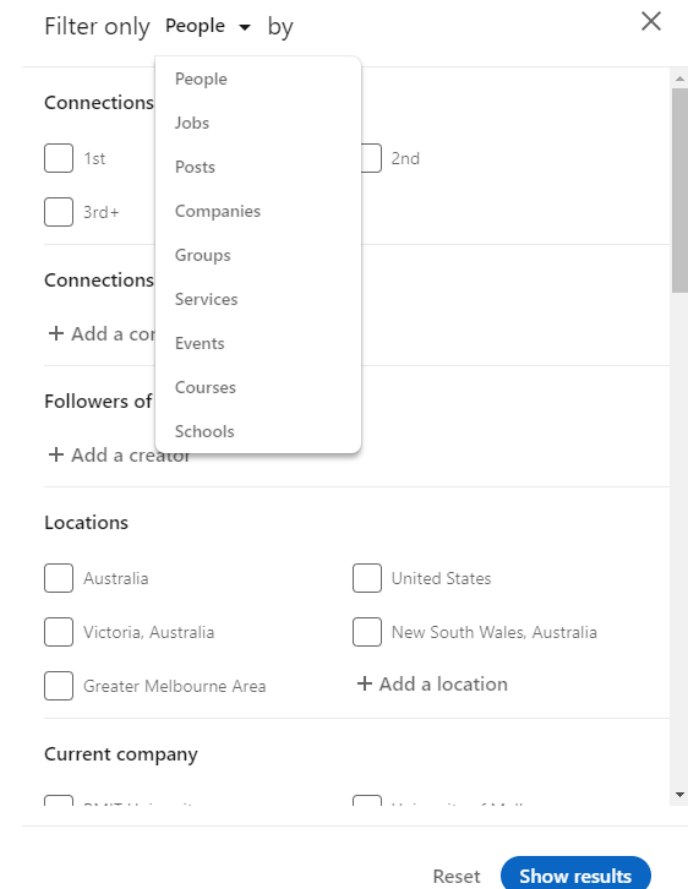 Filter only People by
People
Jobs
Posts
Companies
Groups
Services
Events
Courses
Schools
Connections
1st
2nd
3rd+
Connections
+ Add a
Followers of
+ Add a creator
Locations
Australia
United States
Victoria, Australia
New South Wales, Australia
Greater Melbourne Area
+ Add a location
Current company
Reset
Show results